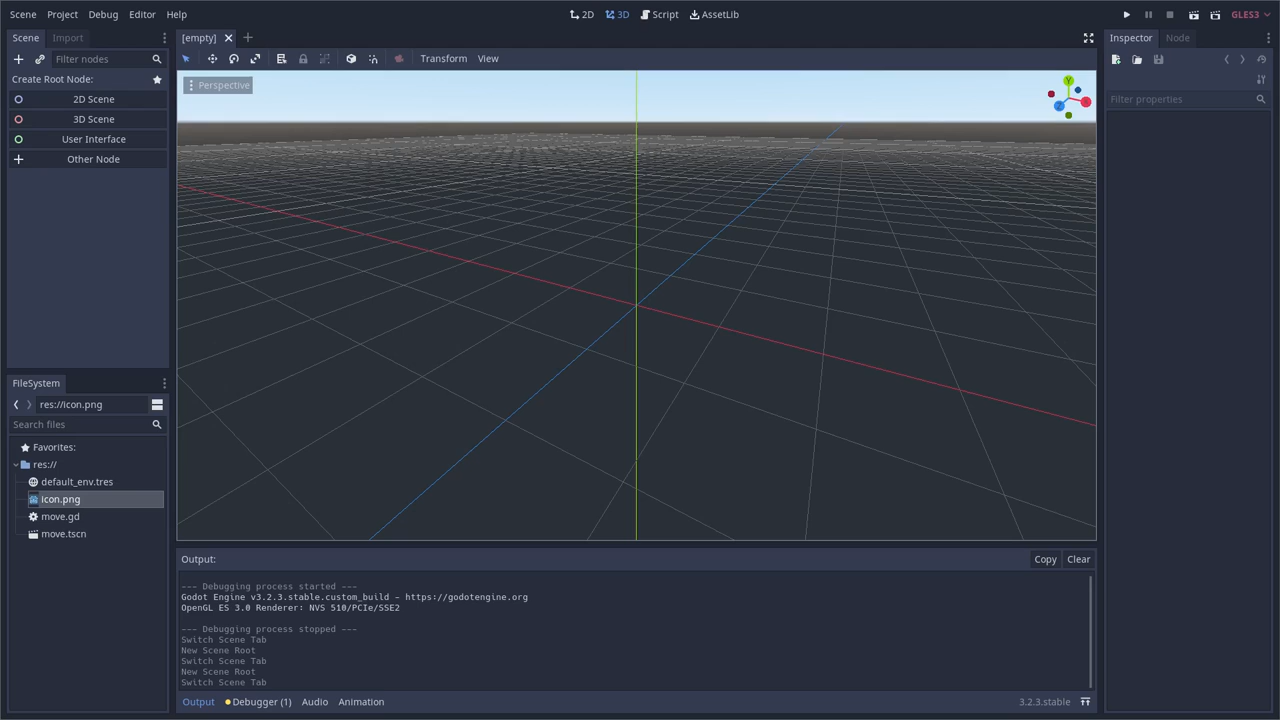 Scene Project Debug Editor Help
2D 3D Script AssetLib
GLES3
Scene Import
Filter nodes
Create Root Node:
2D Scene
3D Scene
User Interface
Other Node
FileSystem
res://icon.png
Search files
Favorites:
res://
default_env.tres
icon.png
move.gd
move.tscn
[empty]
Transform View
Perspective
Y
X
Z
Output:
Copy Clear
--- Debugging process started ---
Godot Engine v3.2.3.stable.custom_build - https://godotengine.org
OpenGL ES 3.0 Renderer: NVS 510/PCIe/SSE2
--- Debugging process stopped ---
Switch Scene Tab
New Scene Root
Switch Scene Tab
New Scene Root
Switch Scene Tab
Output Debugger (1) Audio Animation
3.2.3.stable
Inspector Node
Filter properties